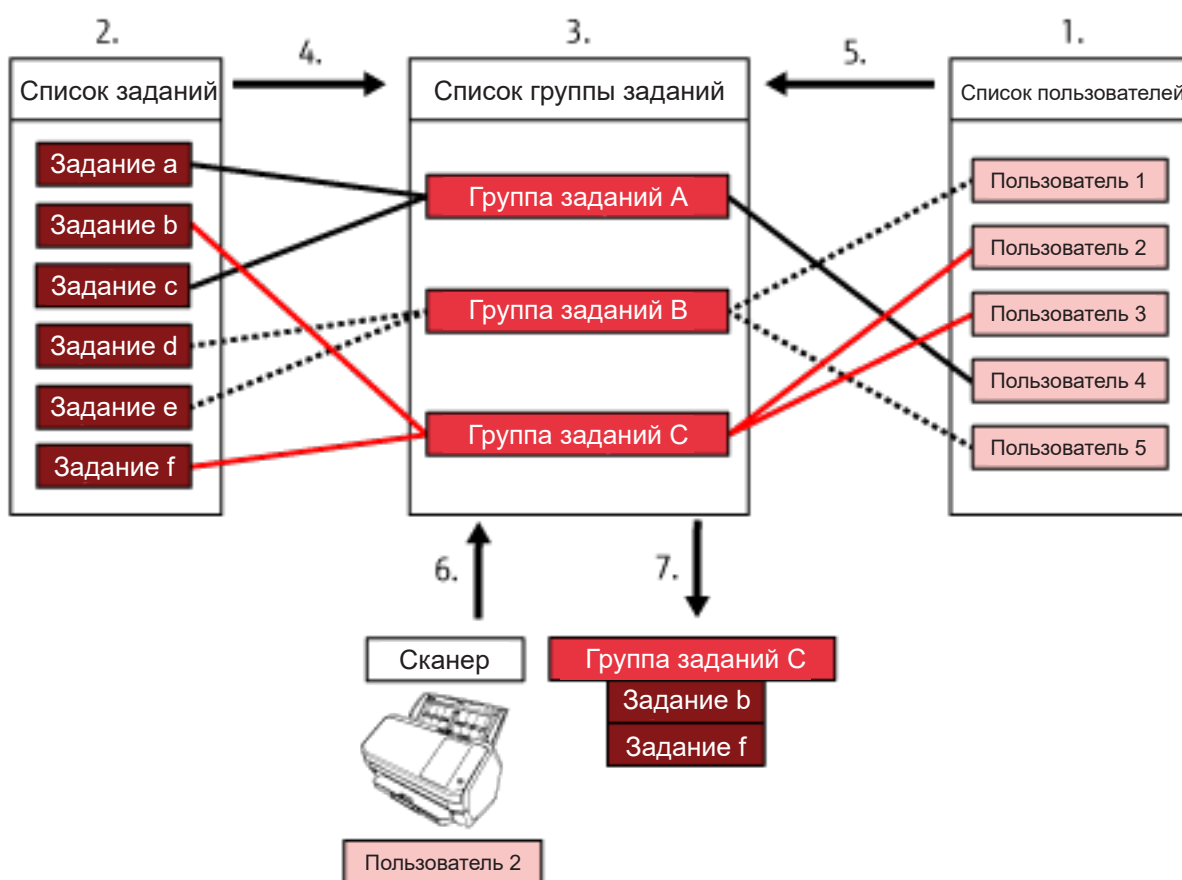 2.
4.
3.
5.
1.
Список заданий
Список группы заданий
Список пользователей
Задание a
Задание b
Задание c
Задание d
Задание e
Задание f
Группа заданий A
Группа заданий B
Группа заданий C
Пользователь 1
Пользователь 2
Пользователь 3
Пользователь 4
Пользователь 5
6.
7.
Сканер
Пользователь 2
Группа заданий C
Задание b
Задание f